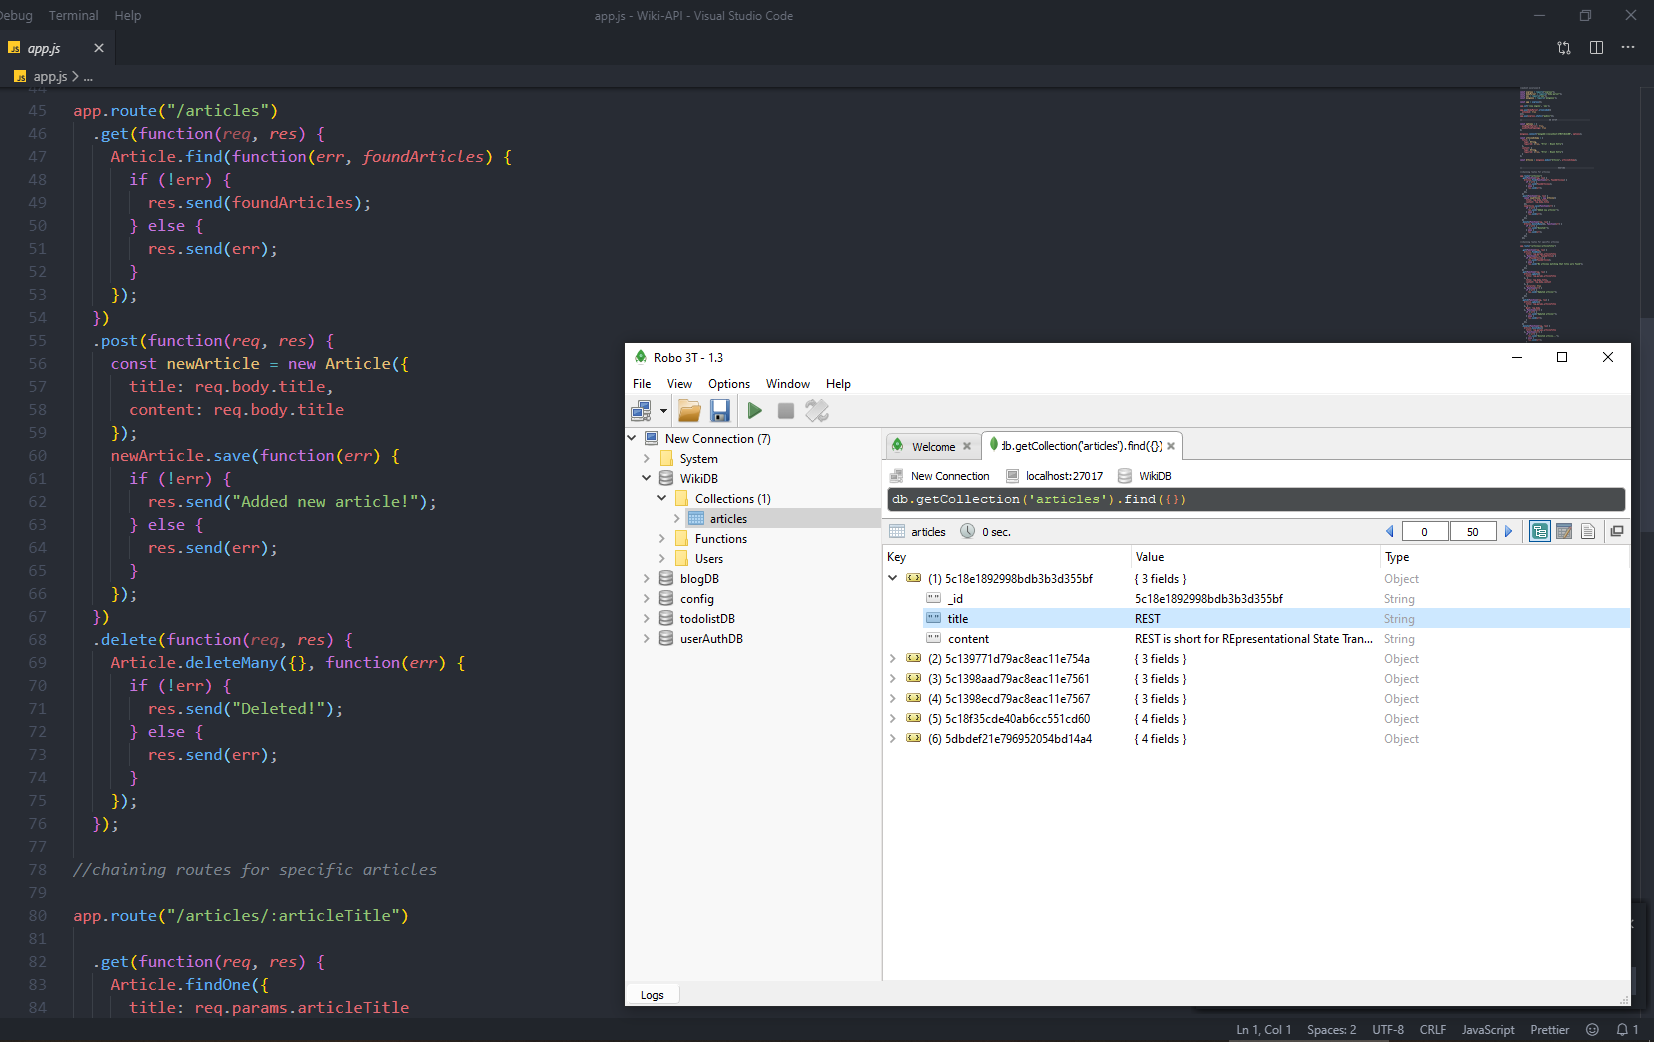 Debug Terminal Help
app.js - Wiki-API - Visual Studio Code
JS app.js
JS app.js > ...
44
45 app.route("/articles")
46 .get(function(req, res) {
47 Article.find(function(err, foundArticles) {
48 if (!err) {
49 res.send(foundArticles);
50 } else {
51 res.send(err);
52 }
53 });
54 })
55 .post(function(req, res) {
56 const newArticle = new Article({
57 title: req.body.title,
58 content: req.body.title
59 });
60 newArticle.save(function(err) {
61 if (!err) {
62 res.send("Added new article!");
63 } else {
64 res.send(err);
65 }
66 });
67 })
68 .delete(function(req, res) {
69 Article.deleteMany({}, function(err) {
70 if (!err) {
71 res.send("Deleted!");
72 } else {
73 res.send(err);
74 }
75 });
76 });
77
78 //chaining routes for specific articles
79
80 app.route("/articles/:articleTitle")
81
82 .get(function(req, res) {
83 Article.findOne({
84 title: req.params.articleTitle
Robo 3T - 1.3
File View Options Window Help
New Connection (7)
System
WikiDB
Collections (1)
articles
Functions
Users
blogDB
config
todolistDB
userAuthDB
Welcome
db.getCollection('articles').find({})
New Connection localhost:27017 WikiDB
db.getCollection('articles').find({})
articles 0 sec. 0 50
Key Value Type
(1) 5c18e1892998bdb3b3d355bf { 3 fields } Object
_id 5c18e1892998bdb3b3d355bf String
title REST String
content REST is short for REpresentational State Tran... String
(2) 5c139771d79ac8eac11e754a { 3 fields } Object
(3) 5c1398aad79ac8eac11e7561 { 3 fields } Object
(4) 5c1398ecd79ac8eac11e7567 { 3 fields } Object
(5) 5c18f35cde40ab6cc551cd60 { 4 fields } Object
(6) 5dbdef21e796952054bd14a4 { 4 fields } Object
Logs
Ln 1, Col 1 Spaces: 2 UTF-8 CRLF JavaScript Prettier 1